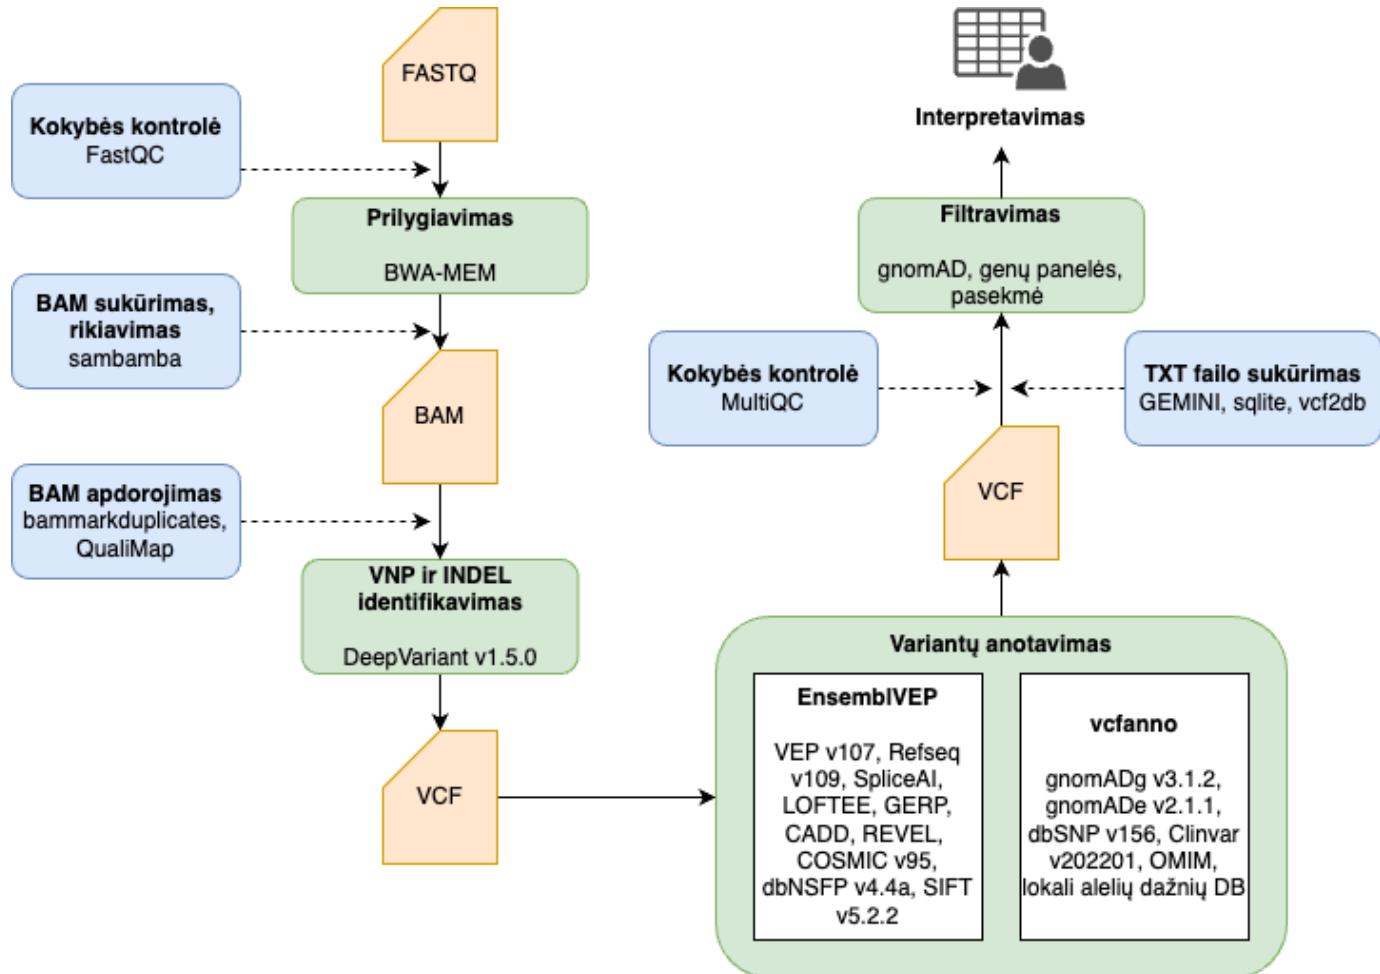 FASTQ
Kokybės kontrolė
FastQC
Prilygiavimas
BWA-MEM
BAM sukūrimas,
rikiavimas
sambamba
BAM
BAM apdorojimas
bammarkduplicates,
QualiMap
VNP ir INDEL
identifikavimas
DeepVariant v1.5.0
VCF
Variantų anotavimas
EnsemblVEP
VEP v107, Refseq
v109, SpliceAI,
LOFTEE, GERP,
CADD, REVEL,
COSMIC v95,
dbNSFP v4.4a, SIFT
v5.2.2
vcfanno
gnomADg v3.1.2,
gnomADe v2.1.1,
dbSNP v156, Clinvar
v202201, OMIM,
lokali alelių dažnių DB
VCF
Kokybės kontrolė
MultiQC
TXT failo sukūrimas
GEMINI, sqlite, vcf2db
Filtravimas
gnomAD, genų panelės,
pasekmė
Interpretavimas